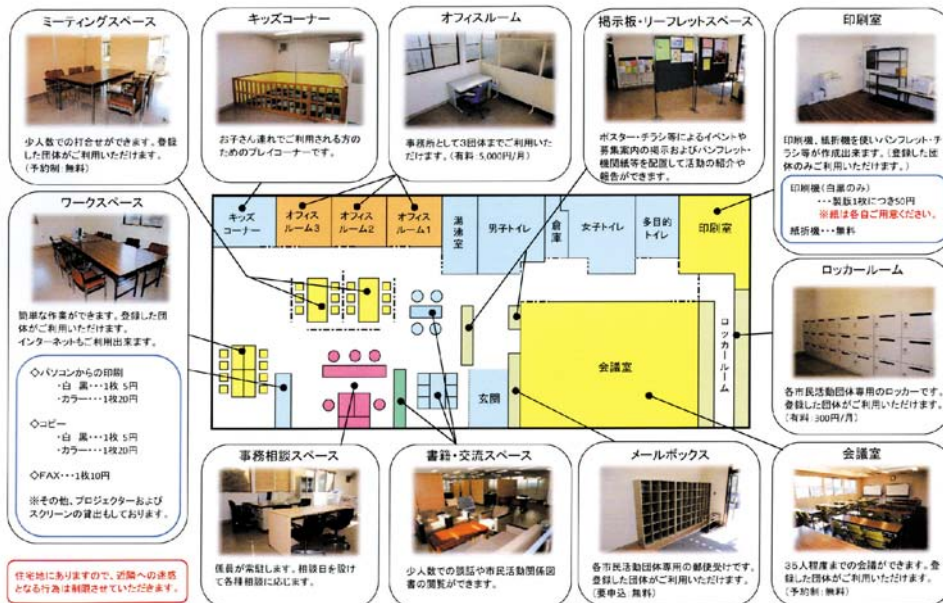 ミーティングスペース
少人数での打合せができます。登録
した団体がご利用いただけます。
(予約制:無料)
キッズコーナー
お子さん連れでご利用される方の
ためのプレイコーナーです。
オフィスルーム
事務所として3団体までご利用いた
だけます。(有料:5,000円/月)
掲示板・リーフレットスペース
ポスター・チラシ等によるイベントや
募集案内の掲示およびパンフレット・
機関紙等を配置して活動の紹介や
報告ができます。
印刷室
印刷機、紙折機を使いパンフレット・チ
ラシ等が作成出来ます。(登録した団
体のみご利用いただけます。)
印刷機(白黒のみ)
・・・製版1枚につき50円
※紙は各自ご用意ください。
紙折機・・・無料
ワークスペース
簡単な作業ができます。登録した団
体がご利用いただけます。
インターネットもご利用出来ます。
◇パソコンからの印刷
・白 黒・・・1枚 5円
・カラー・・・1枚20円
◇コピー
・白 黒・・・1枚 5円
・カラー・・・1枚20円
◇FAX・・・1枚10円
※その他、プロジェクターおよび
スクリーンの貸出もしております。
キッズ
コーナー
オフィス
ルーム3
オフィス
ルーム2
オフィス
ルーム1
湯沸室
男子トイレ
倉庫
女子トイレ
多目的
トイレ
印刷室
会議室
ロッカールーム
玄関
ロッカールーム
各市民活動団体専用のロッカーです。
登録した団体がご利用いただけます。
(有料:300円/月)
事務相談スペース
係員が常駐します。相談日を設け
て各種相談に応じます。
書籍・交流スペース
少人数での談話や市民活動関係図
書の閲覧ができます。
メールボックス
各市民活動団体専用の郵便受けです。
登録した団体がご利用いただけます。
(要申込:無料)
会議室
35人程度までの会議ができます。登
録した団体がご利用いただけます。
(予約制:無料)
住宅地にありますので、近隣への迷惑
となる行為は制限させていただきます。